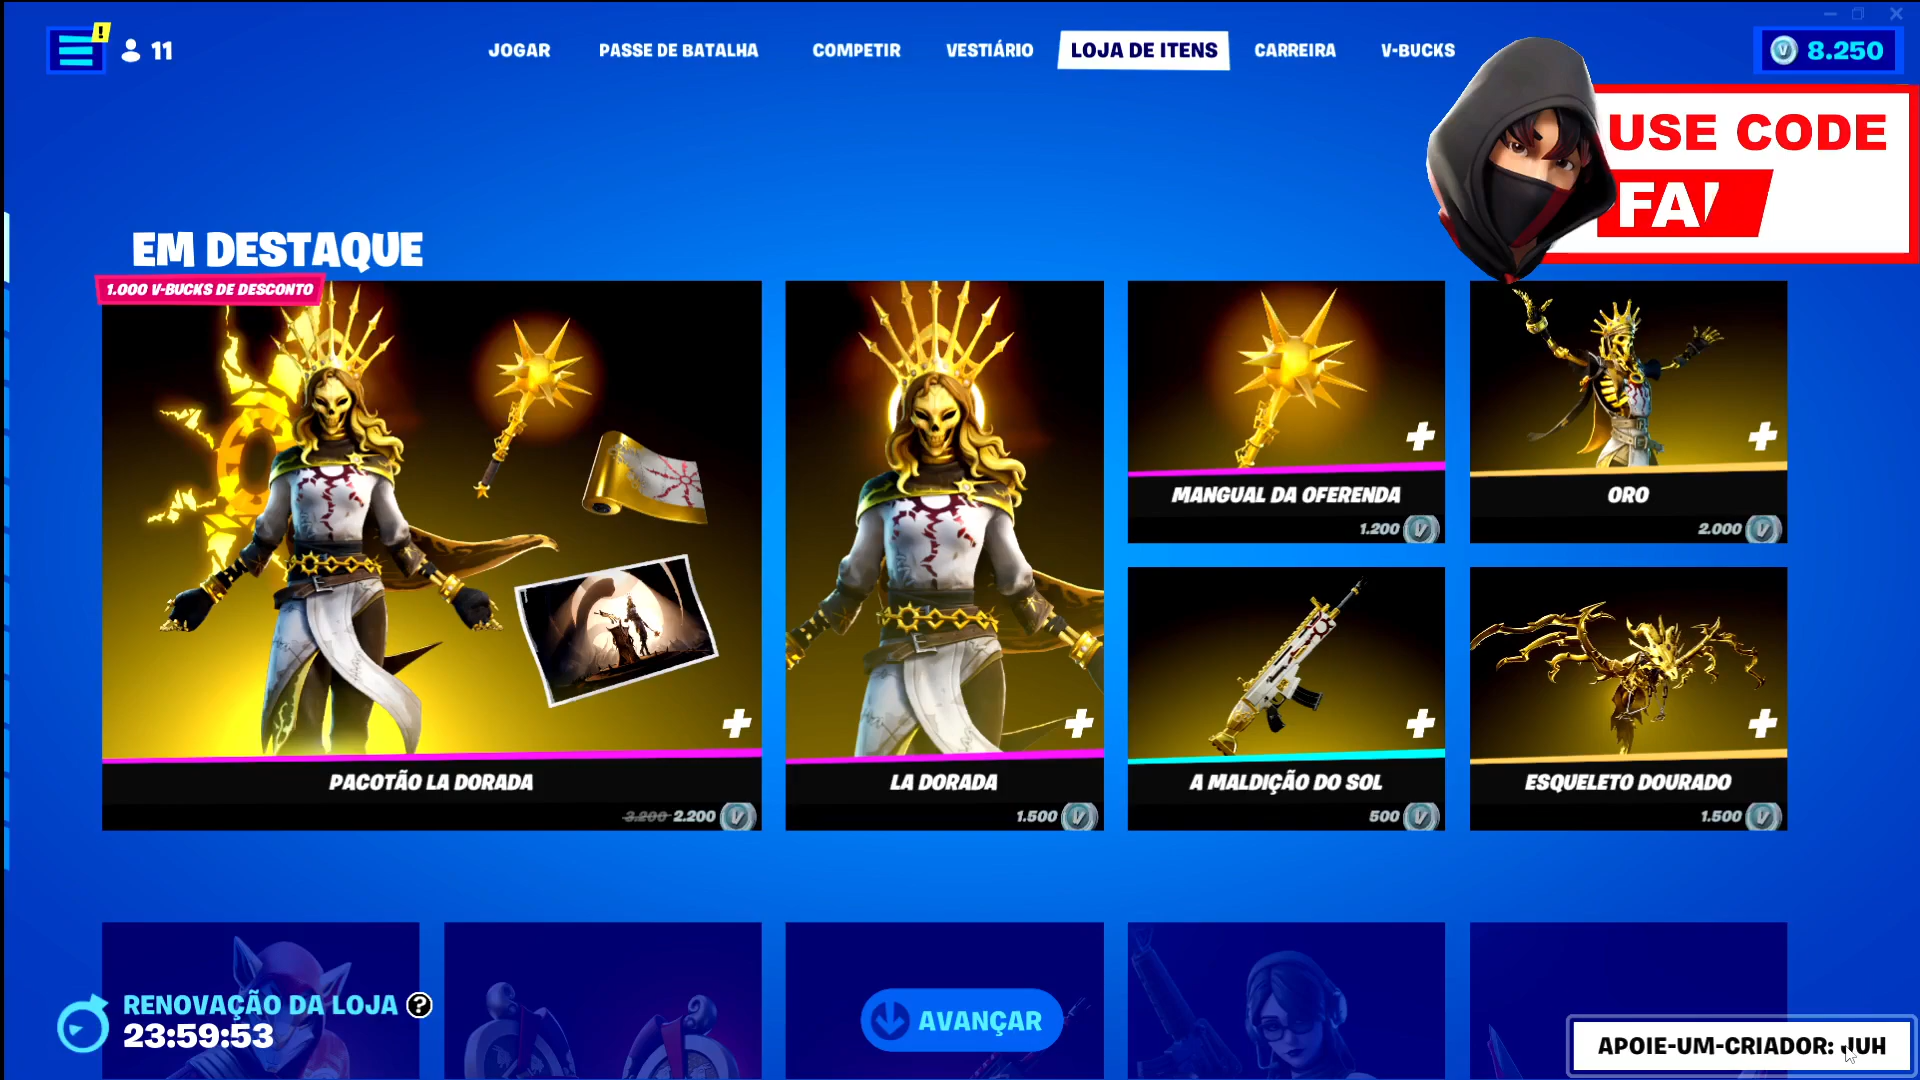 !
11
JOGAR
PASSE DE BATALHA
COMPETIR
VESTIÁRIO
LOJA DE ITENS
CARREIRA
V-BUCKS
8.250
USE CODE
EM DESTAQUE
1.000 V-BUCKS DE DESCONTO
PACOTÃO LA DORADA
3.200 2.200
LA DORADA
1.500
MANGUAL DA OFERENDA
1.200
ORO
2.000
A MALDIÇÃO DO SOL
500
ESQUELETO DOURADO
1.500
RENOVAÇÃO DA LOJA ?
23:59:53
AVANÇAR
APOIE-UM-CRIADOR: